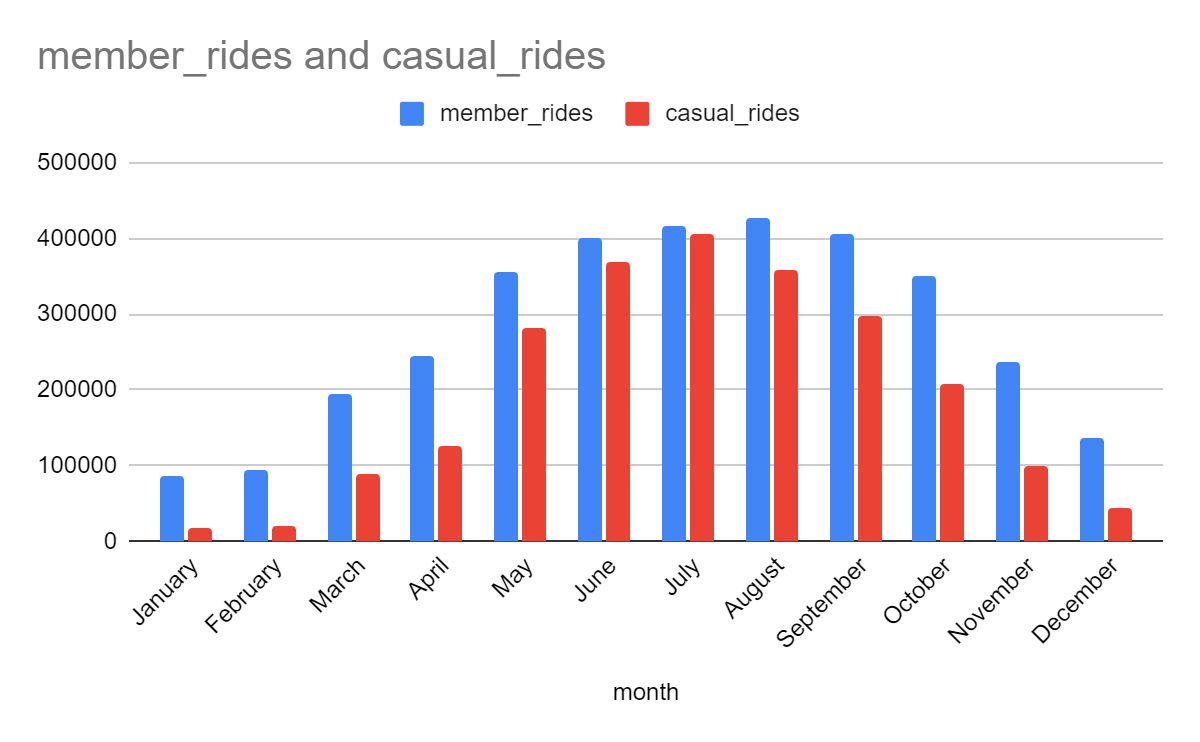 member_rides and casual_rides
member_rides casual_rides
500000
400000
300000
200000
100000
0
January February March April May June July August September October November December
month